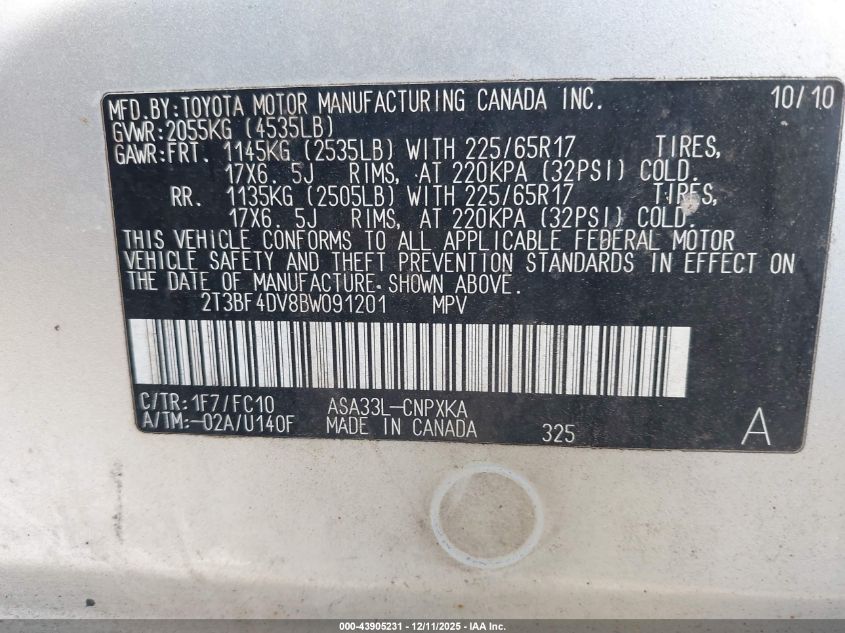 MFD.BY:TOYOTA MOTOR MANUFACTURING CANADA INC. 10/10
GVWR:2055KG (4535LB)
GAWR:FRT. 1145KG (2535LB) WITH 225/65R17 TIRES,
17X6. 5J RIMS, AT 220KPA (32PSI) COLD.
RR. 1135KG (2505LB) WITH 225/65R17 TIRES,
17X6. 5J RIMS, AT 220KPA (32PSI) COLD.
THIS VEHICLE CONFORMS TO ALL APPLICABLE FEDERAL MOTOR
VEHICLE SAFETY AND THEFT PREVENTION STANDARDS IN EFFECT ON
THE DATE OF MANUFACTURE SHOWN ABOVE.
2T3BF4DV8BW091201 MPV
C/TR:1F7/FC10 ASA33L-CNPXKA
A/TM:-02A/U140F MADE IN CANADA 325 A
000-43905231 - 12/11/2025 - IAA Inc.